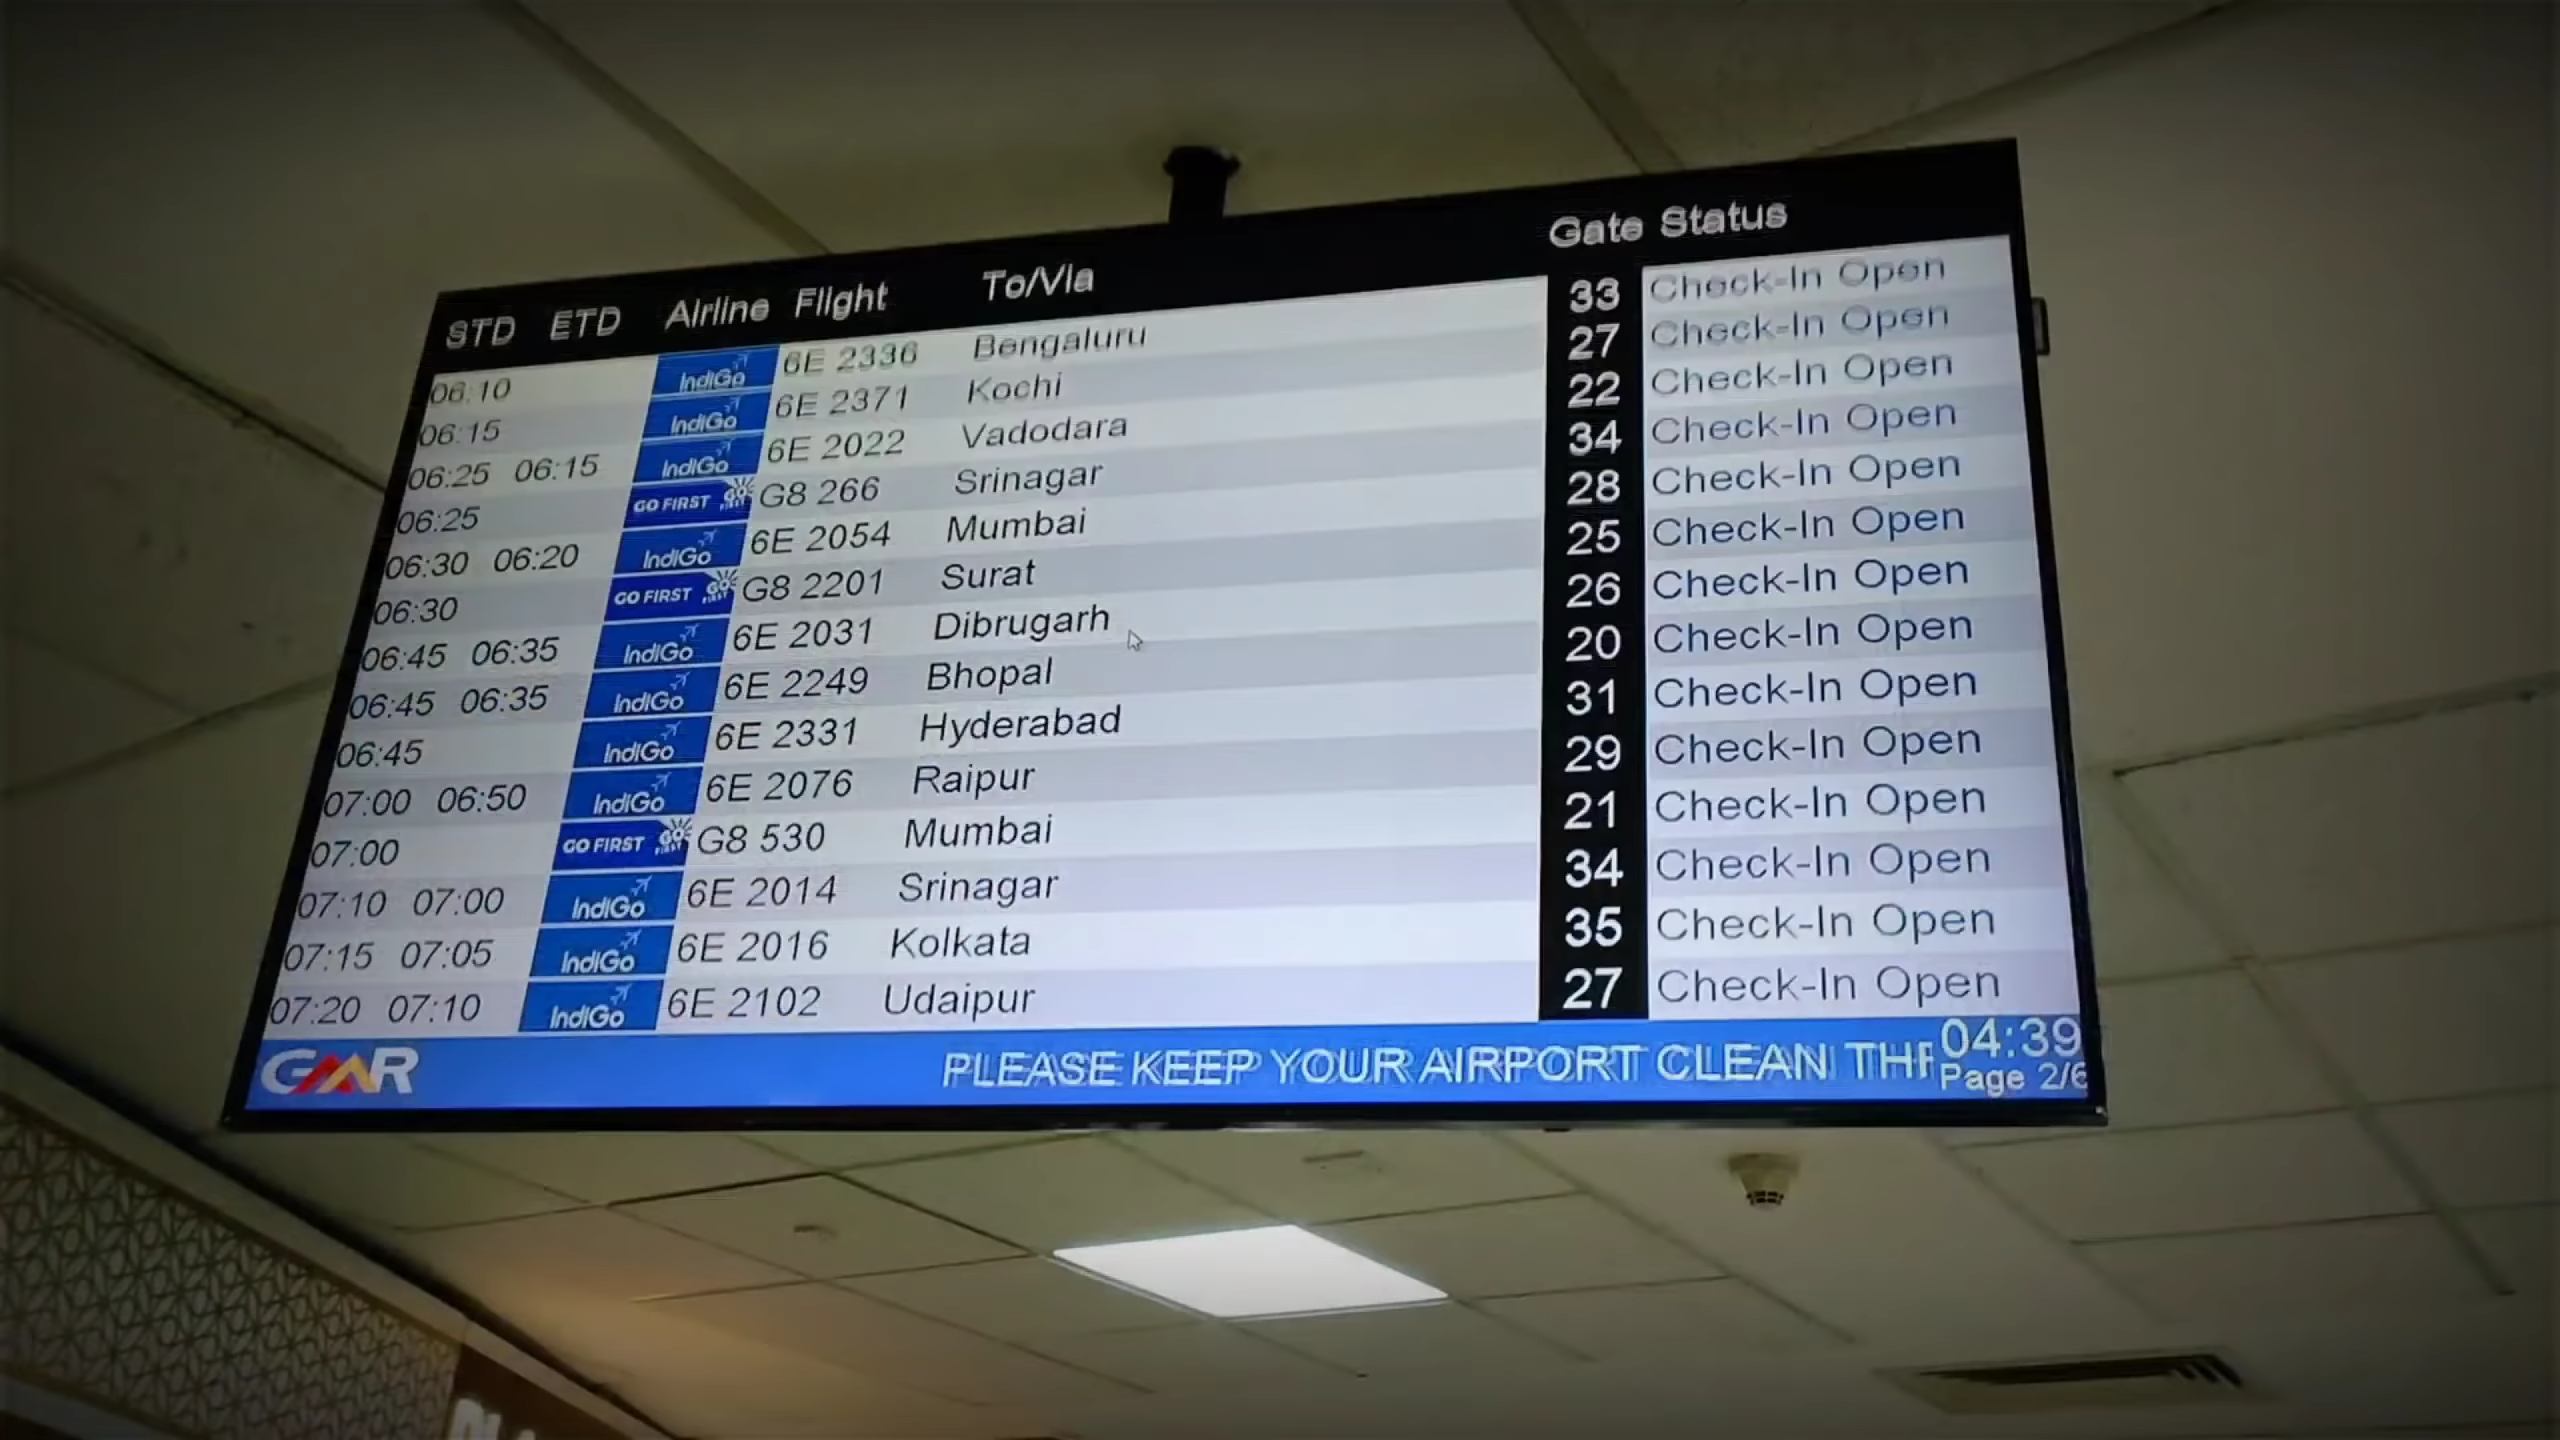 STD ETD Airline Flight To/Via Gate Status
06:10 IndiGo 6E 2336 Bengaluru 33 Check-In Open
06:15 IndiGo 6E 2371 Kochi 27 Check-In Open
06:25 06:15 IndiGo 6E 2022 Vadodara 22 Check-In Open
06:25 GO FIRST G8 266 Srinagar 34 Check-In Open
06:30 06:20 IndiGo 6E 2054 Mumbai 28 Check-In Open
06:30 GO FIRST G8 2201 Surat 25 Check-In Open
06:45 06:35 IndiGo 6E 2031 Dibrugarh 26 Check-In Open
06:45 06:35 IndiGo 6E 2249 Bhopal 20 Check-In Open
06:45 IndiGo 6E 2331 Hyderabad 31 Check-In Open
07:00 06:50 IndiGo 6E 2076 Raipur 29 Check-In Open
07:00 GO FIRST G8 530 Mumbai 21 Check-In Open
07:10 07:00 IndiGo 6E 2014 Srinagar 34 Check-In Open
07:15 07:05 IndiGo 6E 2016 Kolkata 35 Check-In Open
07:20 07:10 IndiGo 6E 2102 Udaipur 27 Check-In Open
GMR PLEASE KEEP YOUR AIRPORT CLEAN 04:39
Page 2/6